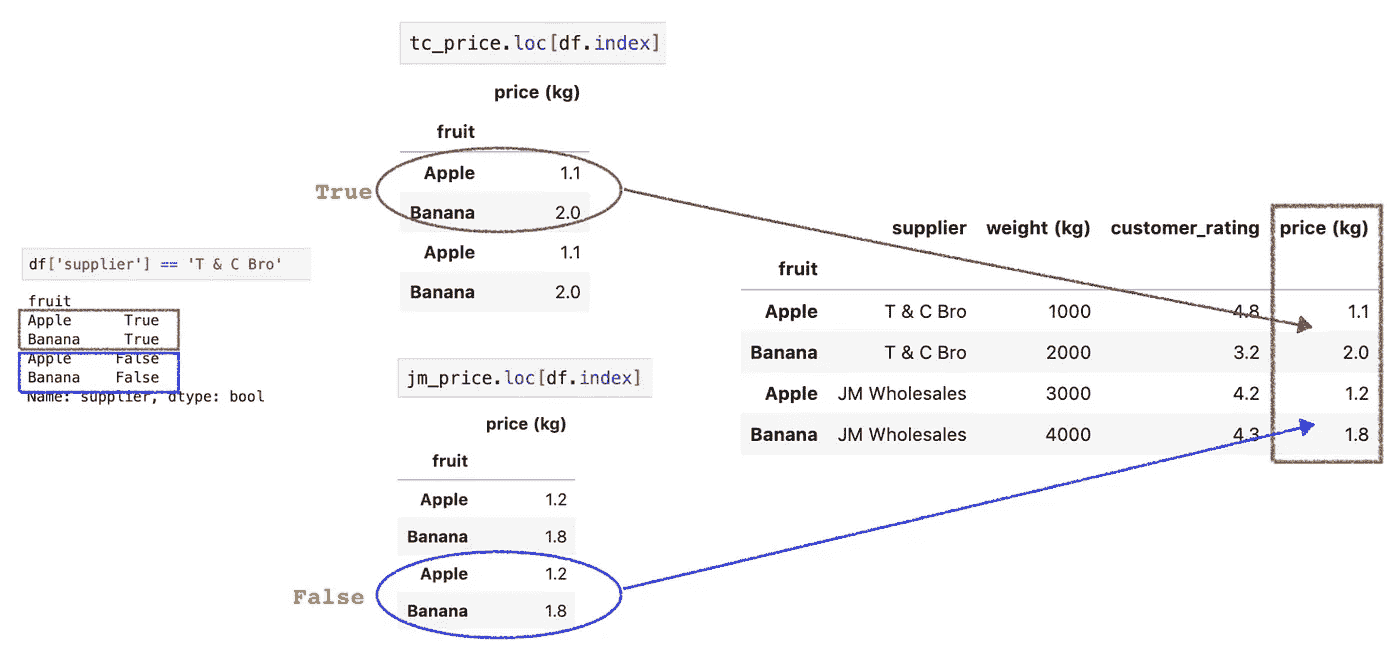 tc_price.loc[df.index]
price (kg)
fruit
Apple 1.1
Banana 2.0
Apple 1.1
Banana 2.0
True
df['supplier'] == 'T & C Bro'
fruit
Apple True
Banana True
Apple False
Banana False
Name: supplier, dtype: bool
jm_price.loc[df.index]
price (kg)
fruit
Apple 1.2
Banana 1.8
Apple 1.2
Banana 1.8
False
supplier weight (kg) customer_rating price (kg)
fruit
Apple T & C Bro 1000 4.8 1.1
Banana T & C Bro 2000 3.2 2.0
Apple JM Wholesales 3000 4.2 1.2
Banana JM Wholesales 4000 4.3 1.8